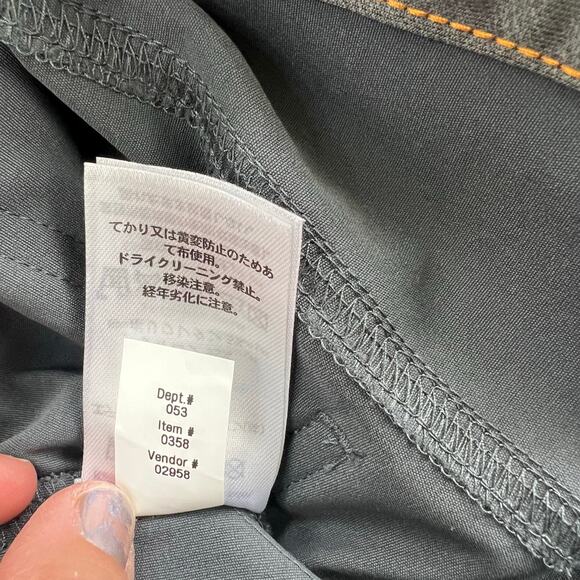 てかり又は黄変防止のためあ
て布使用。
ドライクリーニング禁止。
移染注意。
経年劣化に注意。
Dept.#
053
Item #
0358
Vendor #
02958